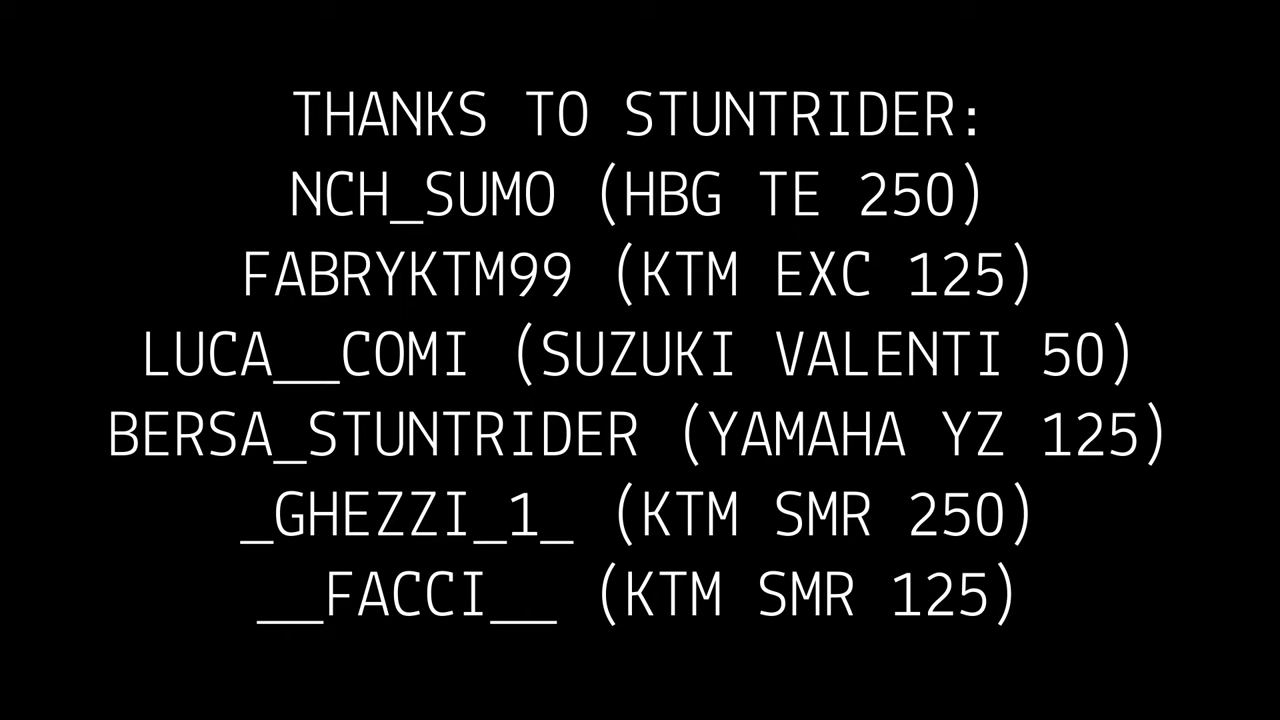 THANKS TO STUNTRIDER:
NCH_SUMO (HBG TE 250)
FABRYKTM99 (KTM EXC 125)
LUCA__COMI (SUZUKI VALENTI 50)
BERSA_STUNTRIDER (YAMAHA YZ 125)
_GHEZZI_1_ (KTM SMR 250)
__FACCI__ (KTM SMR 125)